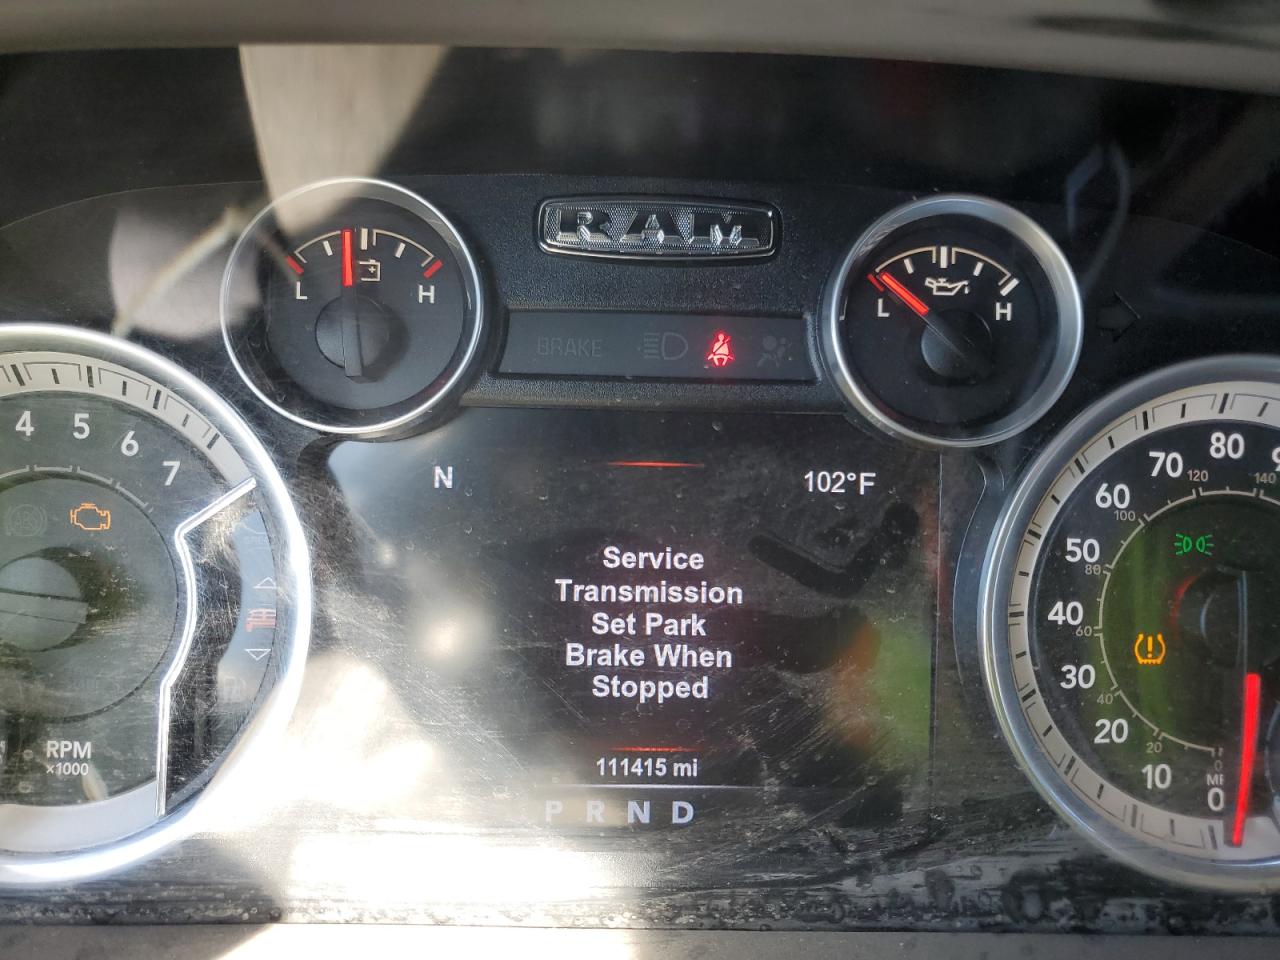 RAM
L H
L H
BRAKE
4 5 6 7
N
102°F
Service
Transmission
Set Park
Brake When
Stopped
111415 mi
P R N D
RPM
×1000
80
70
60
50
40
30
20
10
0
140
120
100
80
60
40
20
0